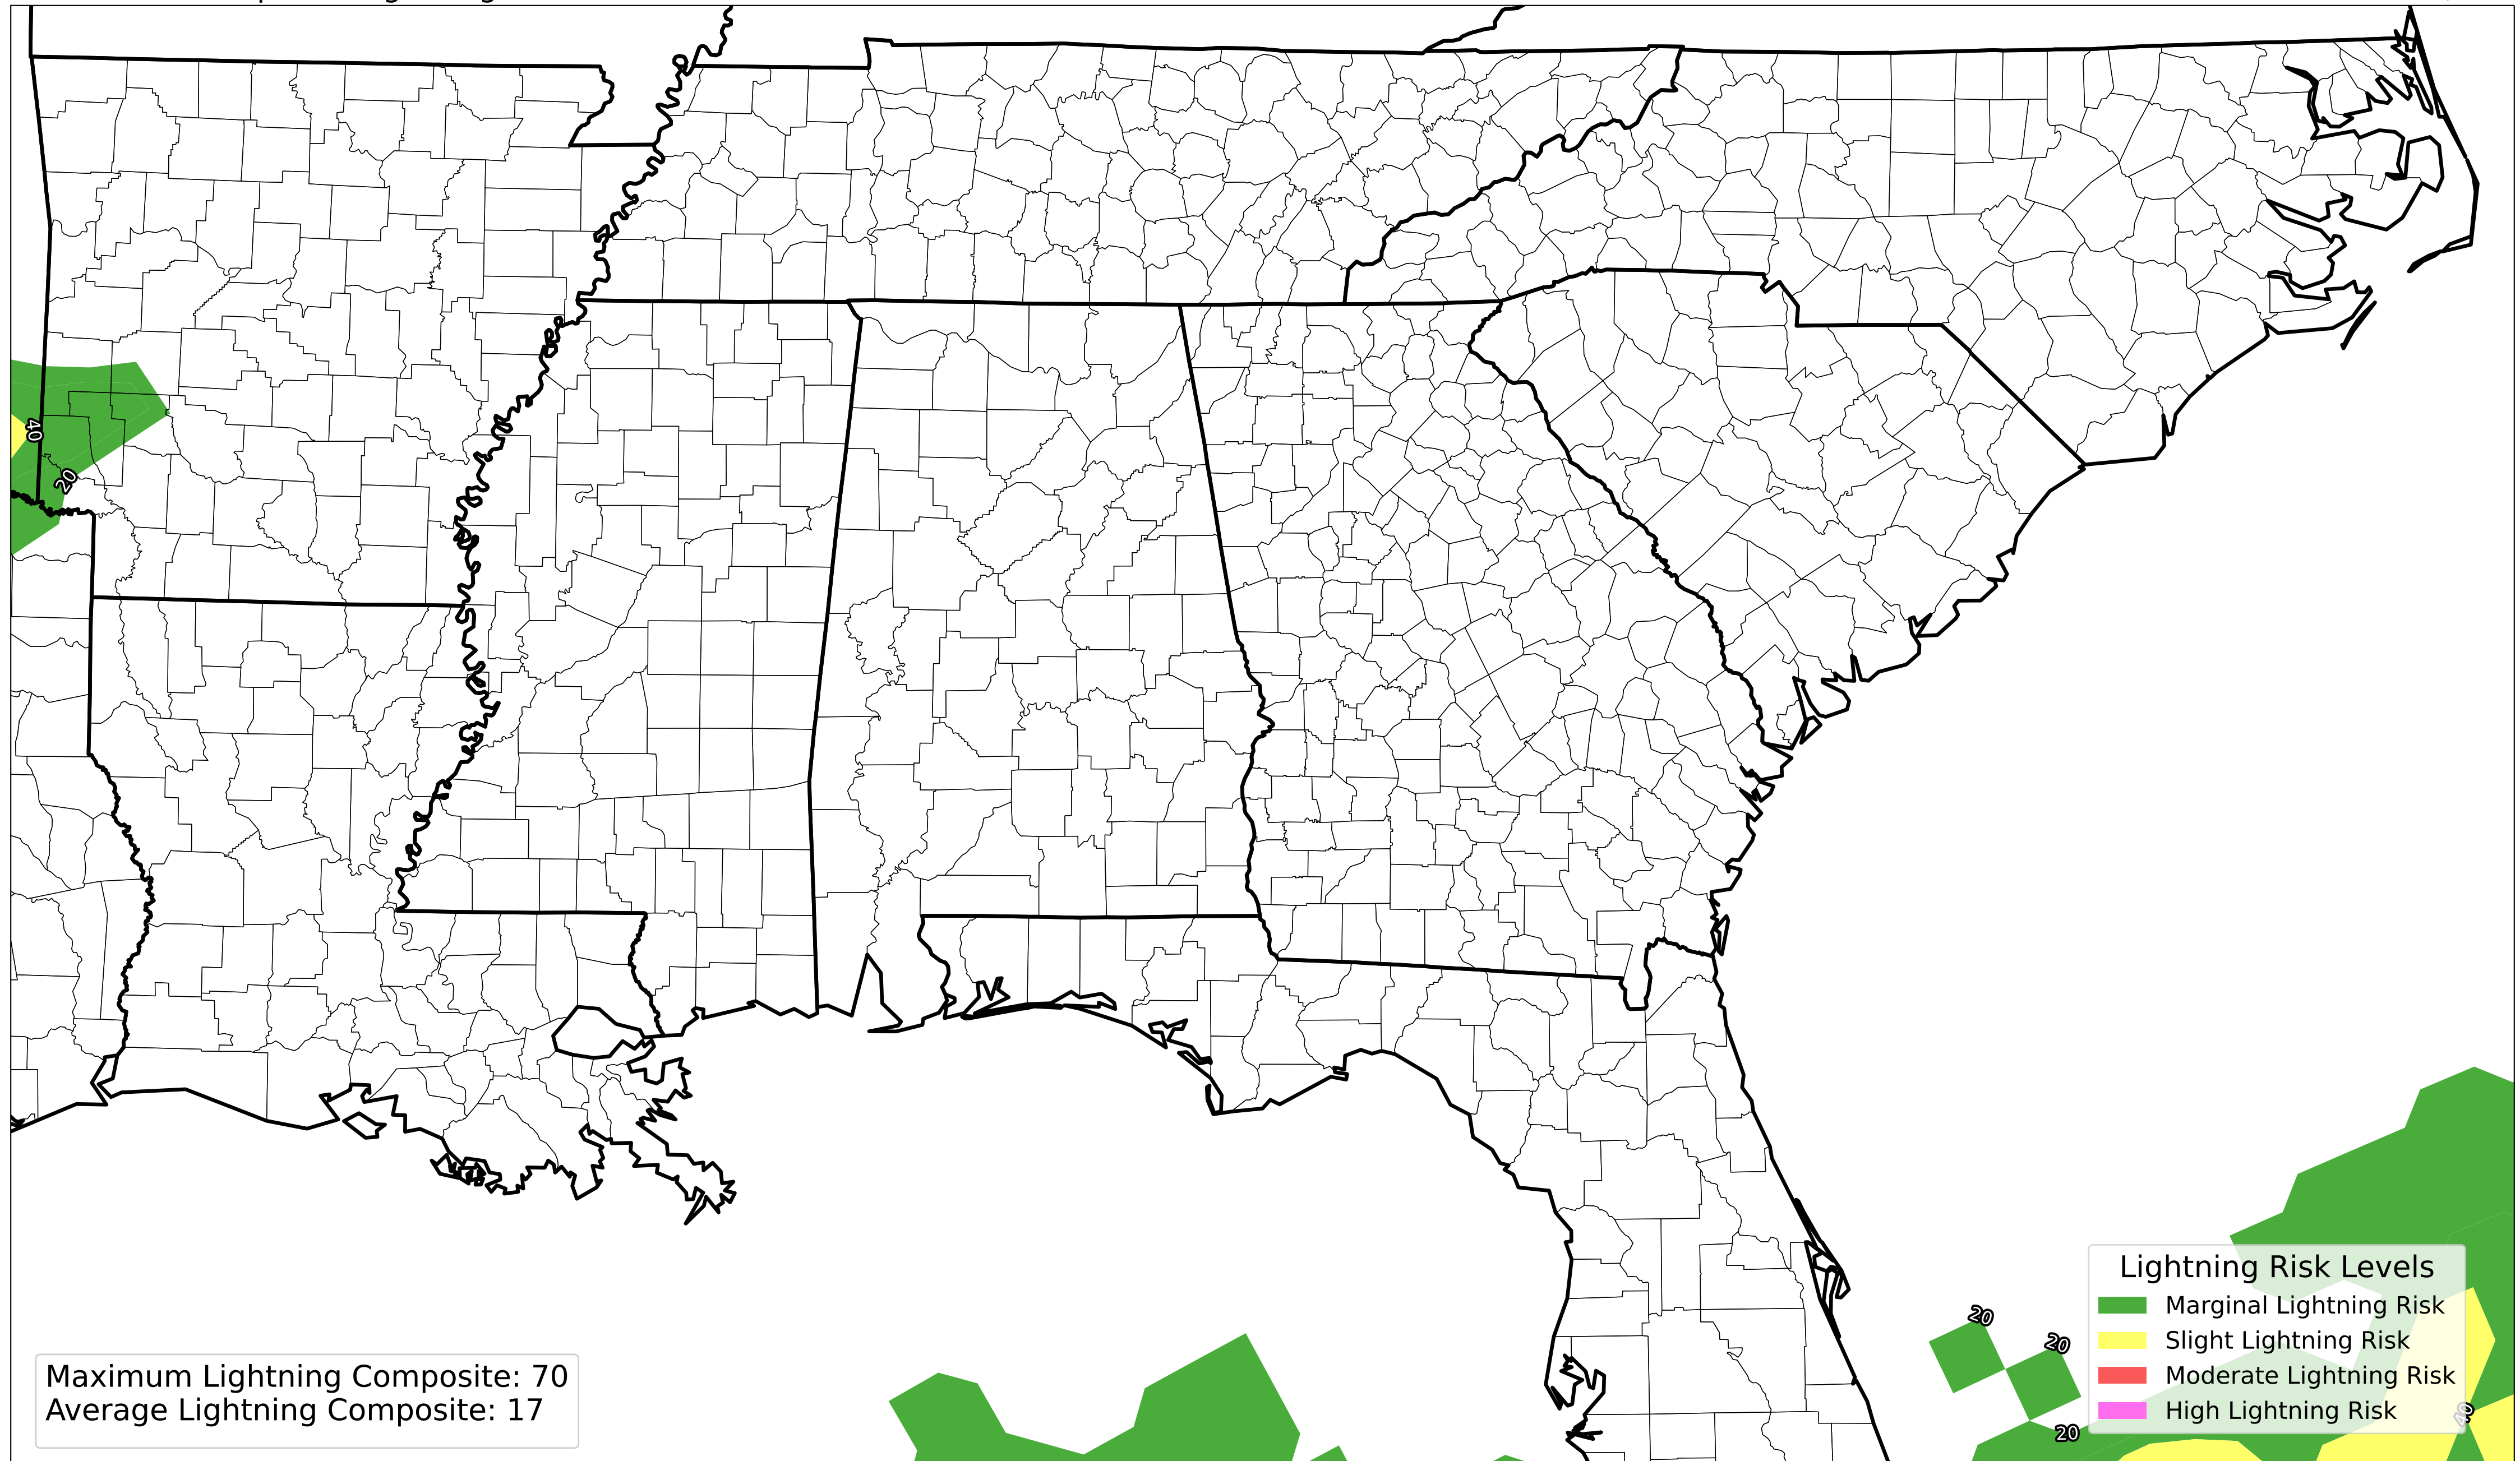 40
20
20
20
Lightning Risk Levels
Marginal Lightning Risk
Slight Lightning Risk
Moderate Lightning Risk
High Lightning Risk
40
20
Maximum Lightning Composite: 70
Average Lightning Composite: 17